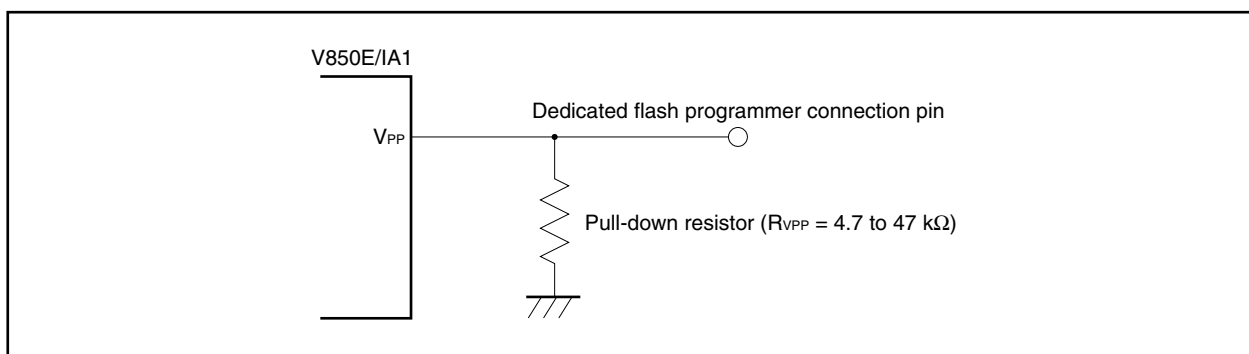 V850E/IA1
Dedicated flash programmer connection pin
VPP
Pull-down resistor (RVPP = 4.7 to 47 kΩ)